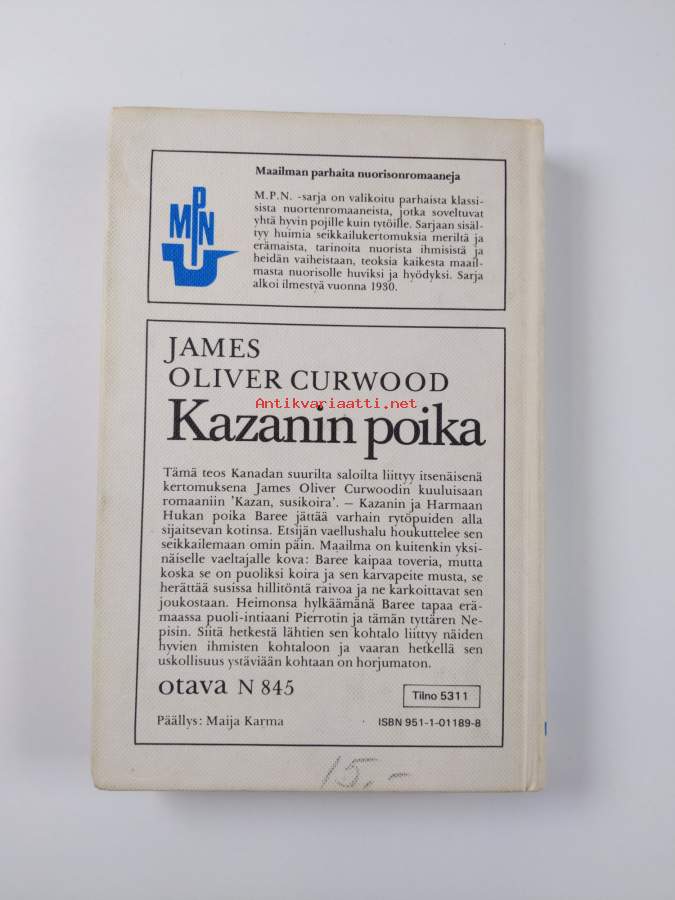 Maailman parhaita nuorisonromaaneja
MPN
M.P.N. -sarja on valikoitu parhaista klassi-
sista nuortenromaaneista, jotka soveltuvat
yhtä hyvin pojille kuin tytöille. Sarjaan sisäl-
tyy huimia seikkailukertomuksia meriltä ja
erämaista, tarinoita nuorista ihmisistä ja
heidän vaiheistaan, teoksia kaikesta maail-
masta nuorisolle huviksi ja hyödyksi. Sarja
alkoi ilmestyä vuonna 1930.
JAMES
OLIVER CURWOOD
Antikvariaatti.net
Kazanin poika
Tämä teos Kanadan suurilta saloilta liittyy itsenäisenä
kertomuksena James Oliver Curwoodin kuuluisaan
romaaniin 'Kazan, susikoira'. – Kazanin ja Harmaan
Hukan poika Baree jättää varhain rytöpuiden alla
sijaitsevan kotinsa. Etsijän vaellushalu houkuttelee sen
seikkailemaan omin päin. Maailma on kuitenkin yksi-
näiselle vaeltajalle kova: Baree kaipaa toveria, mutta
koska se on puoliksi koira ja sen karvapeite musta, se
herättää susissa hillitöntä raivoa ja ne karkoittavat sen
joukostaan. Heimonsa hylkäämänä Baree tapaa erä-
maassa puoli-intiaani Pierrotin ja tämän tyttären Ne-
pisin. Siitä hetkestä lähtien sen kohtalo liittyy näiden
hyvien ihmisten kohtaloon ja vaaran hetkellä sen
uskollisuus ystäviään kohtaan on horjumaton.
otava N 845
Tilno 5311
Päällys: Maija Karma
ISBN 951-1-01189-8
15,-